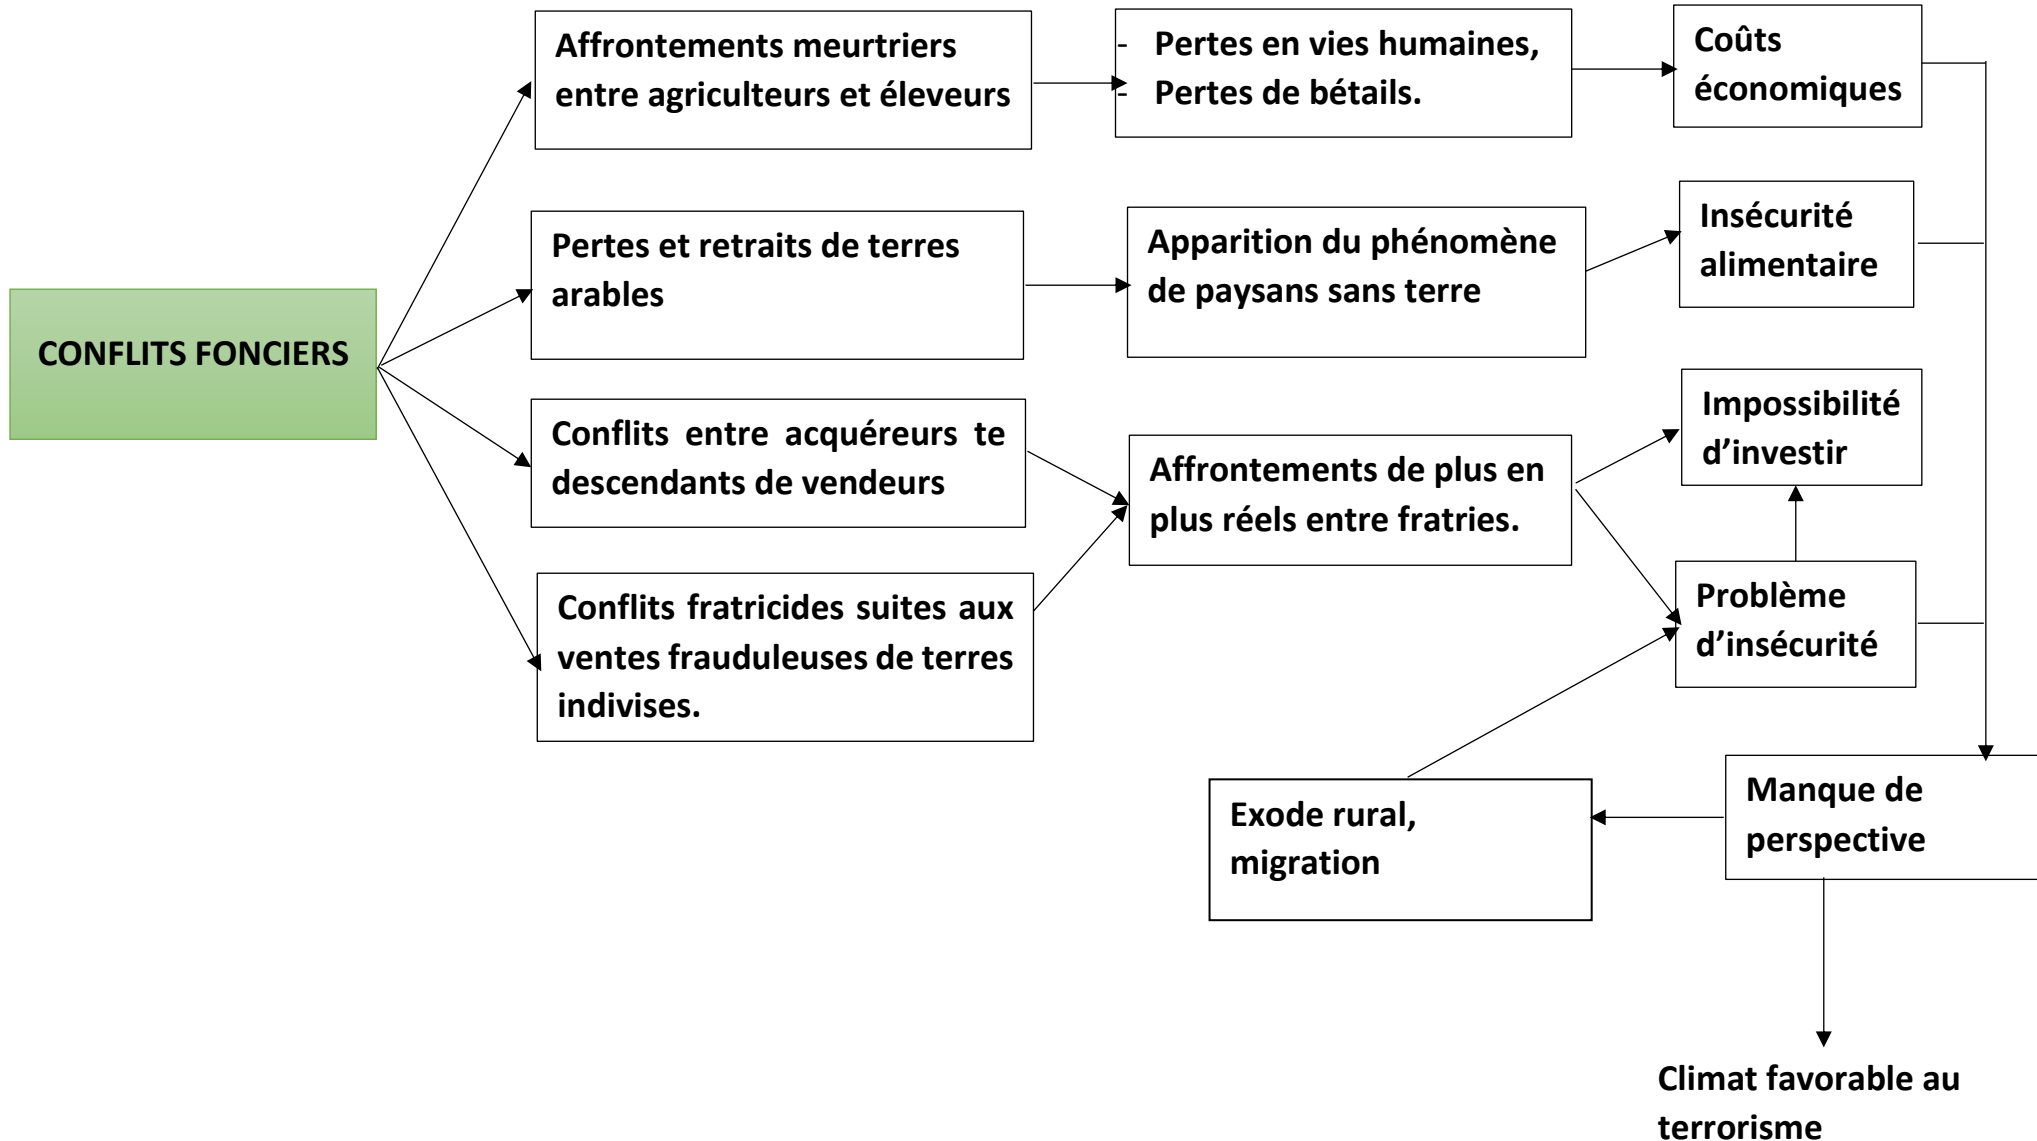 CONFLITS FONCIERS
Affrontements meurtriers
entre agriculteurs et éleveurs
- Pertes en vies humaines,
- Pertes de bétails.
Coûts
économiques
Pertes et retraits de terres
arables
Apparition du phénomène
de paysans sans terre
Insécurité
alimentaire
Conflits entre acquéreurs te
descendants de vendeurs
Affrontements de plus en
plus réels entre fratries.
Impossibilité
d’investir
Conflits fratricides suites aux
ventes frauduleuses de terres
indivises.
Problème
d’insécurité
Manque de
perspective
Exode rural,
migration
Climat favorable au
terrorisme